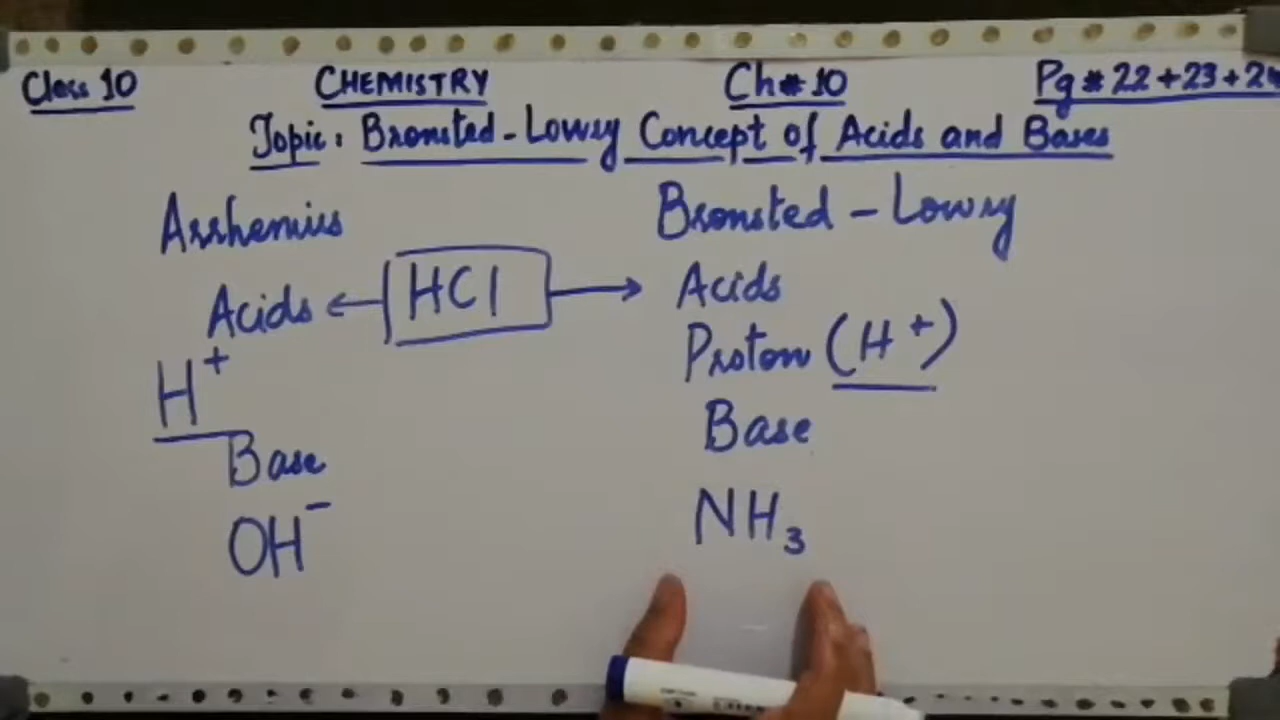 Class 10 CHEMISTRY Ch # 10 Pg # 22 + 23 + 24
Topic: Bronsted - Lowry Concept of Acids and Bases
Arrhenius Bronsted - Lowry
Acids ← HCl → Acids
H+ Proton (H+)
Base Base
OH- NH3